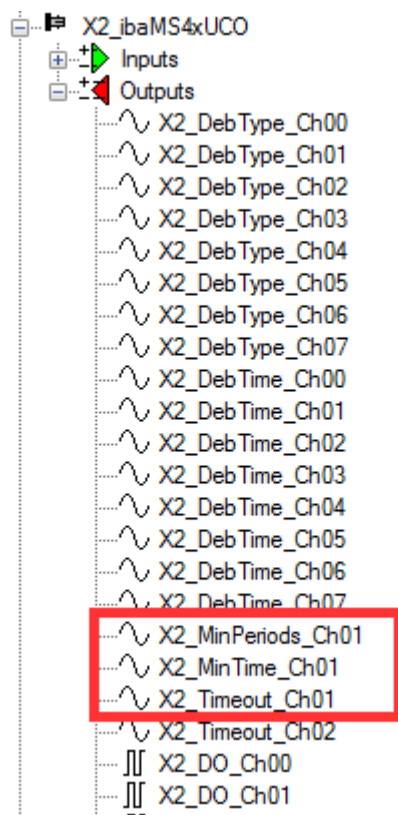 X2_ibaMS4xUCO
Inputs
Outputs
X2_DebType_Ch00
X2_DebType_Ch01
X2_DebType_Ch02
X2_DebType_Ch03
X2_DebType_Ch04
X2_DebType_Ch05
X2_DebType_Ch06
X2_DebType_Ch07
X2_DebTime_Ch00
X2_DebTime_Ch01
X2_DebTime_Ch02
X2_DebTime_Ch03
X2_DebTime_Ch04
X2_DebTime_Ch05
X2_DebTime_Ch06
X2_DebTime_Ch07
X2_MinPeriods_Ch01
X2_MinTime_Ch01
X2_Timeout_Ch01
X2_Timeout_Ch02
X2_DO_Ch00
X2_DO_Ch01